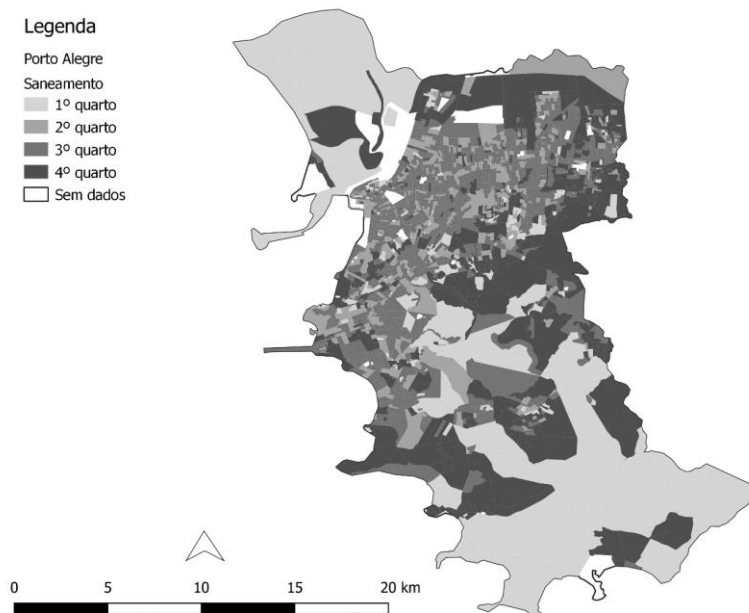 Legenda
Porto Alegre
Saneamento
1º quarto
2º quarto
3º quarto
4º quarto
Sem dados
0 5 10 15 20 km